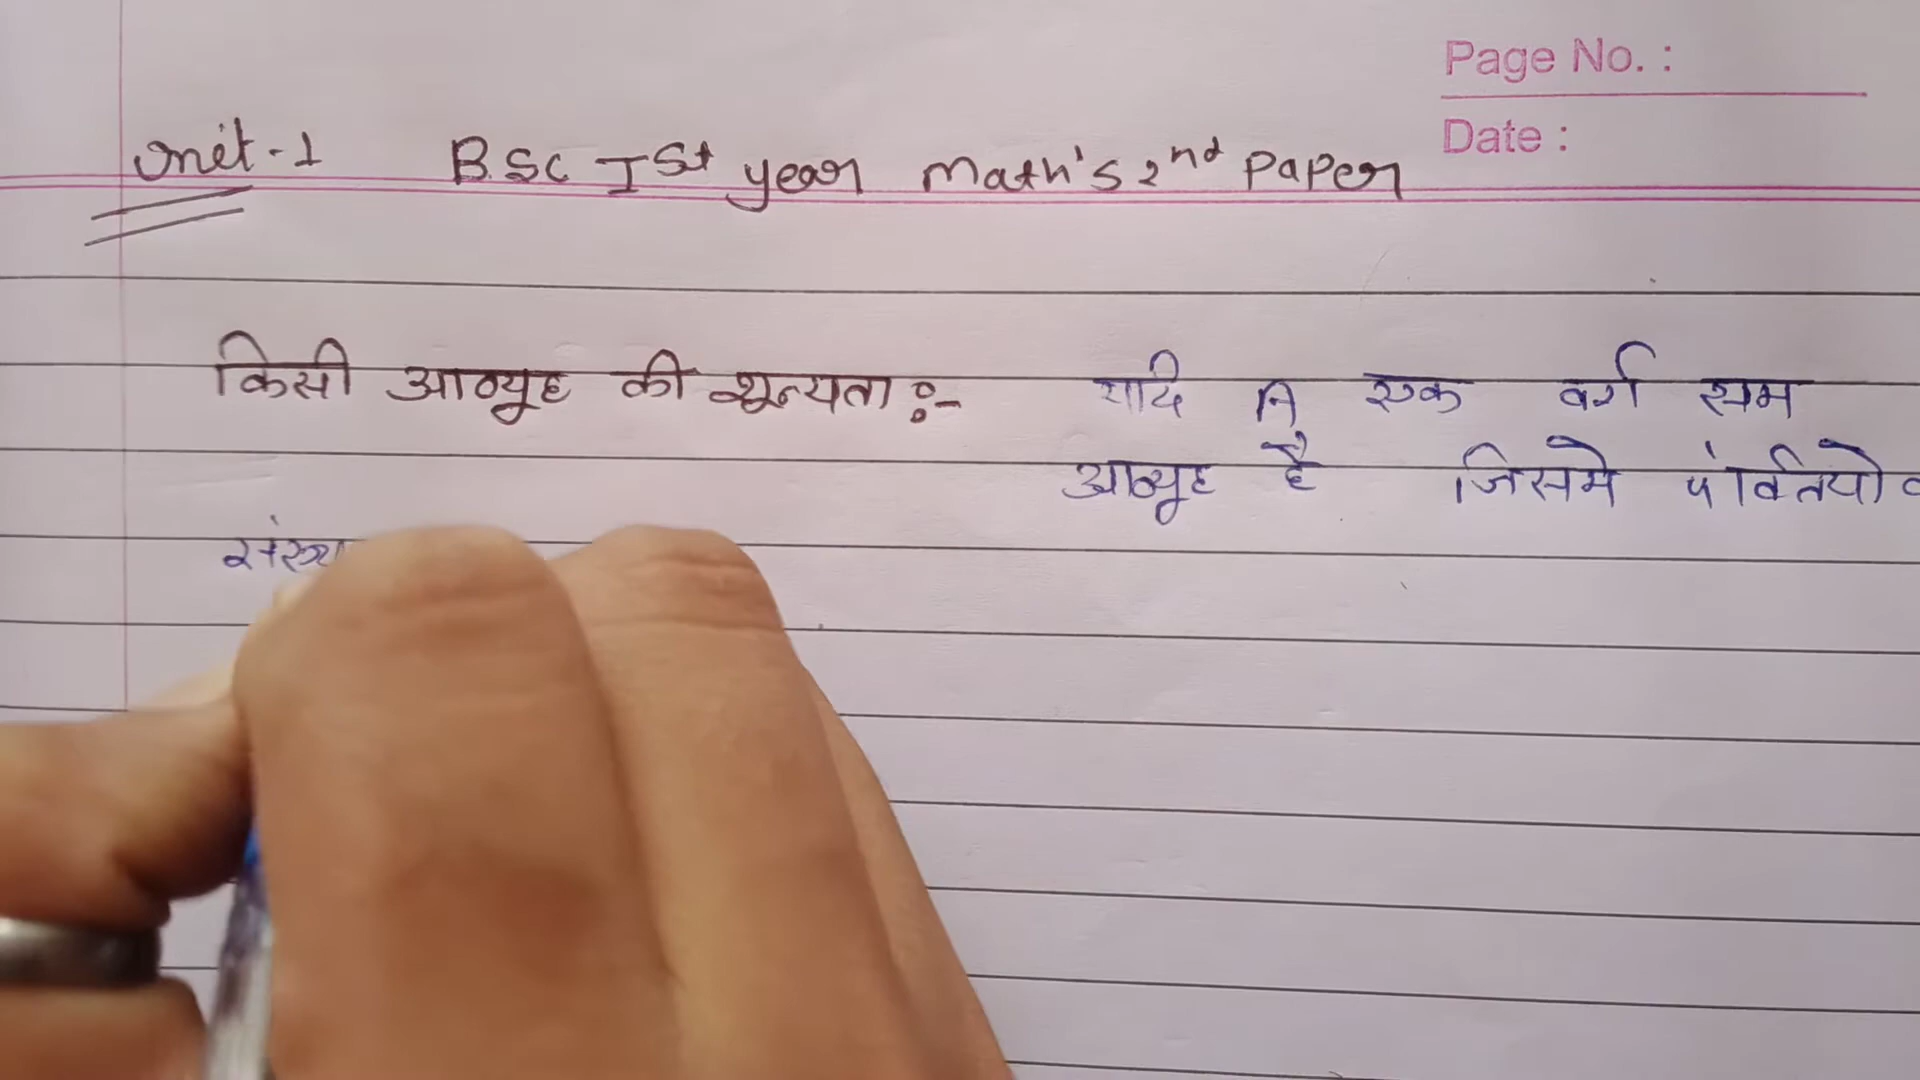 Page No. :
Date :
Unit-1 B.SC Ist year Math's 2nd Paper
किसी आव्यूह की शून्यता :- यदि A एक वर्ग सम
आव्यूह है जिसमे पंक्तियो
संख्या